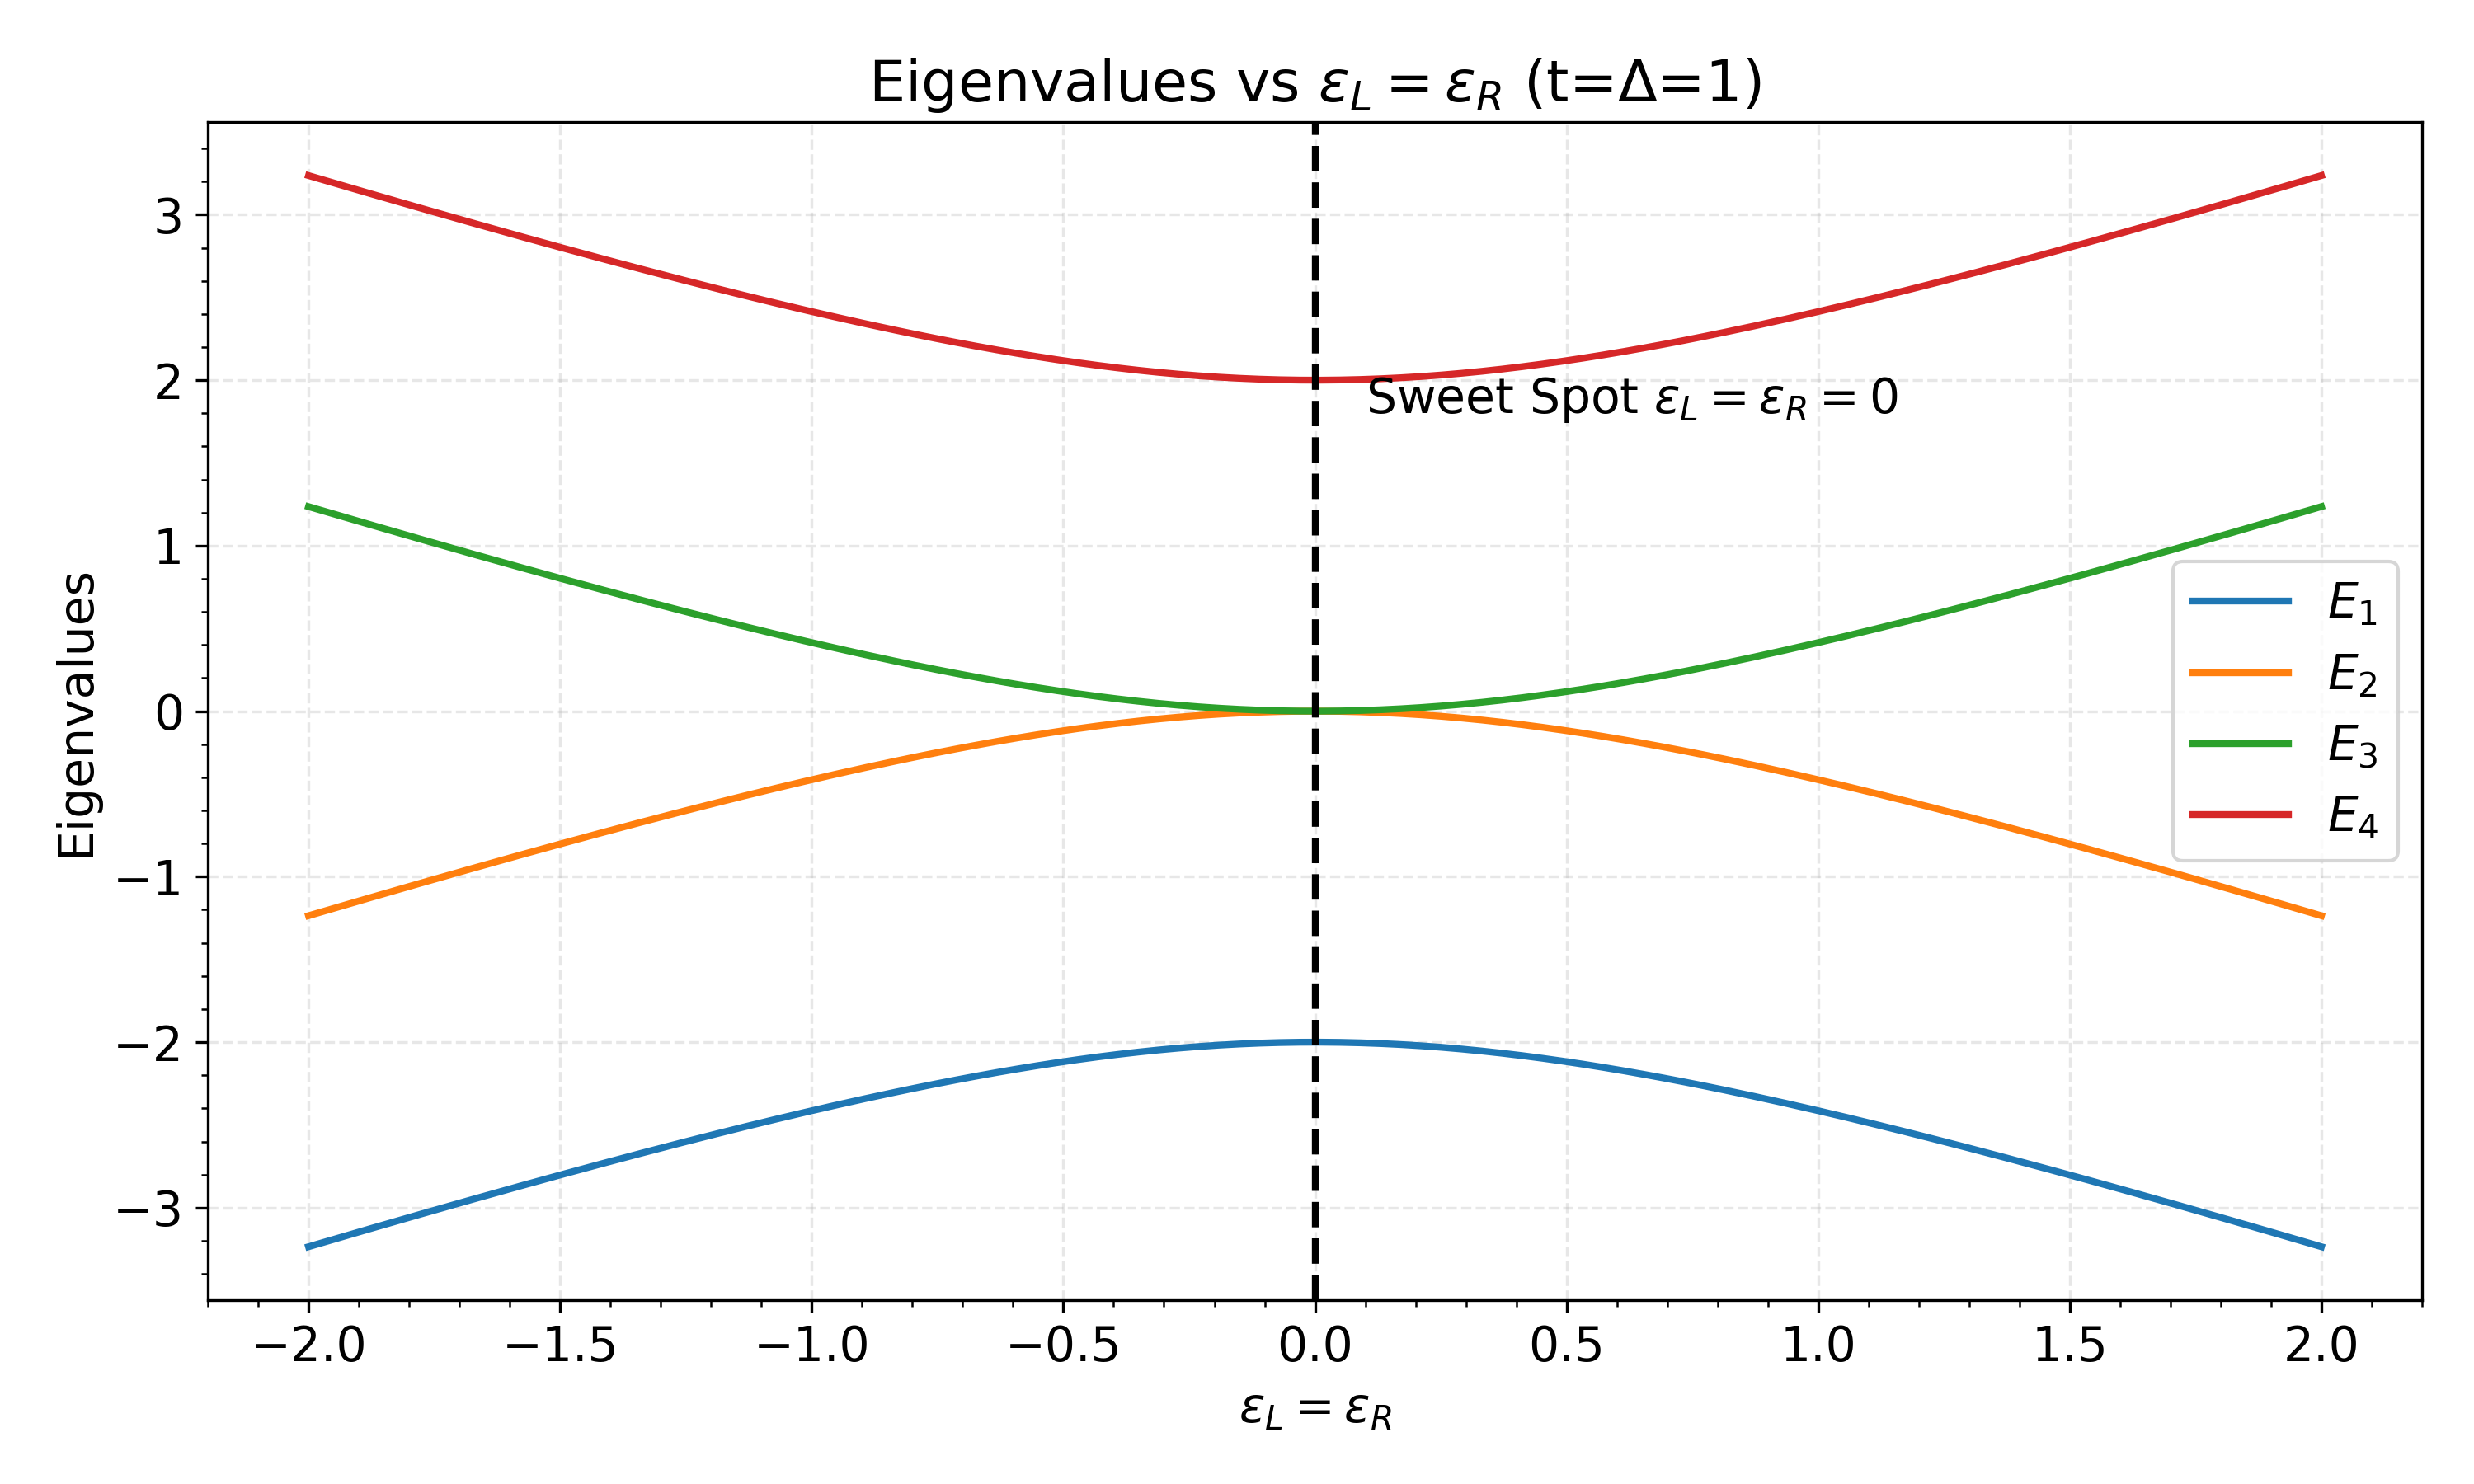 Eigenvalues vs ε_L = ε_R (t=Δ=1)
3
2
Sweet Spot ε_L = ε_R = 0
1
0
−1
−2
−3
Eigenvalues
E_1
E_2
E_3
E_4
−2.0 −1.5 −1.0 −0.5 0.0 0.5 1.0 1.5 2.0
ε_L = ε_R